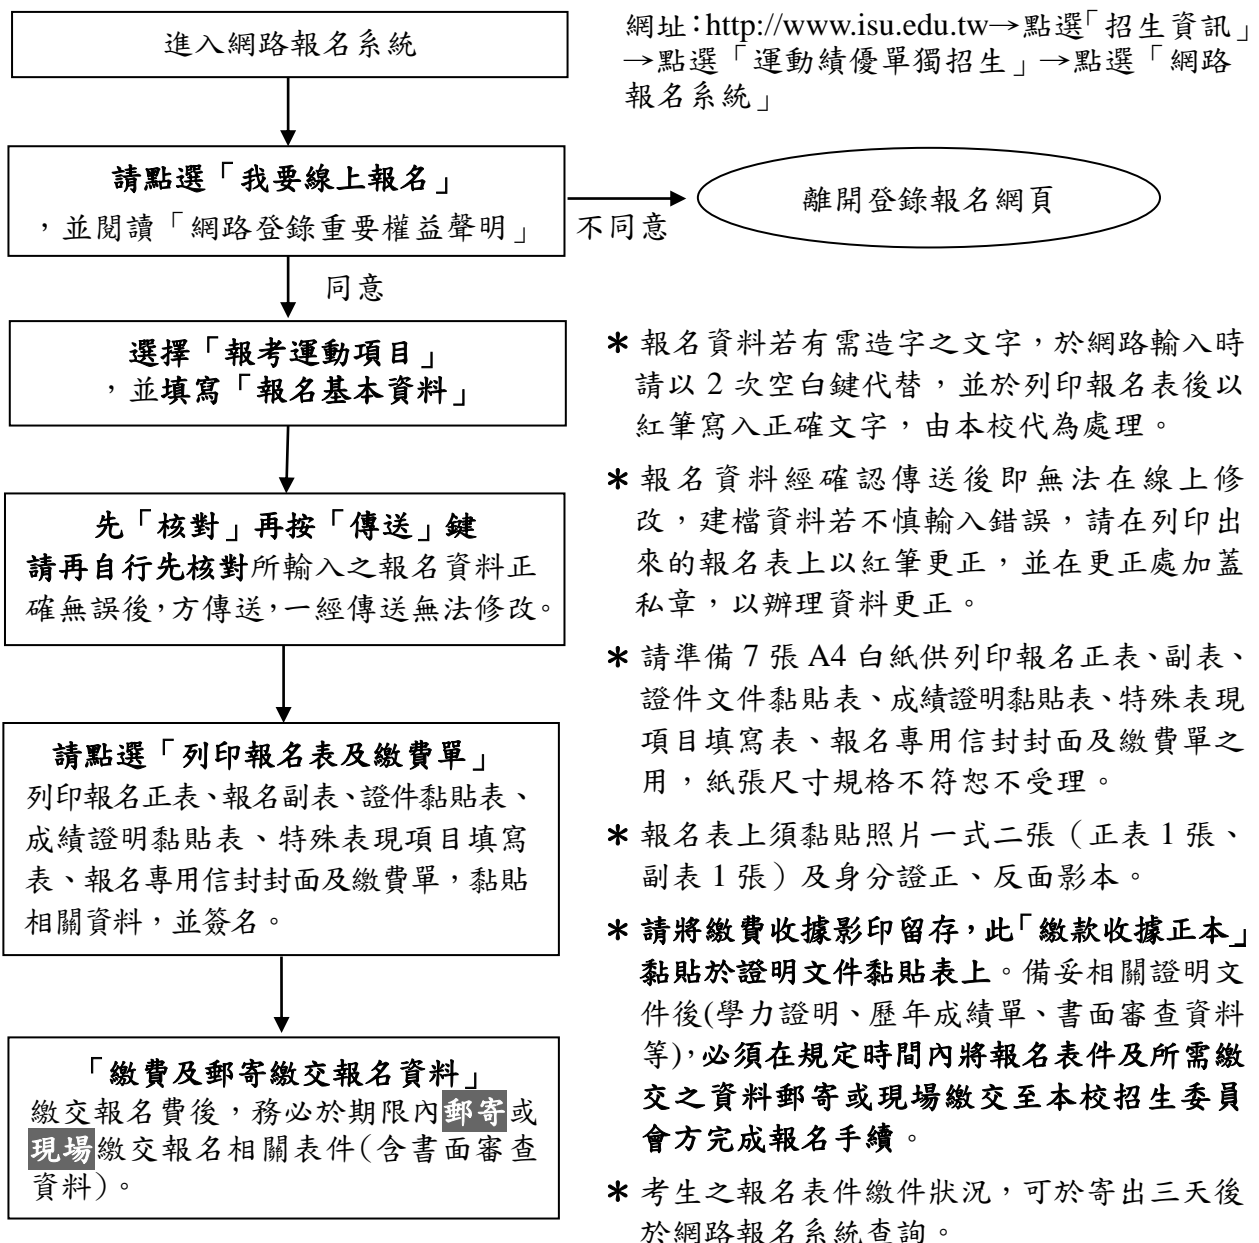 進入網路報名系統
網址：http://www.isu.edu.tw→點選「招生資訊」
→點選「運動績優單獨招生」→點選「網路
報名系統」
請點選「我要線上報名」
，並閱讀「網路登錄重要權益聲明」
不同意
離開登錄報名網頁
同意
選擇「報考運動項目」
，並填寫「報名基本資料」
先「核對」再按「傳送」鍵
請再自行先核對所輸入之報名資料正
確無誤後，方傳送，一經傳送無法修改。
請點選「列印報名表及繳費單」
列印報名正表、報名副表、證件黏貼表、
成績證明黏貼表、特殊表現項目填寫
表、報名專用信封封面及繳費單，黏貼
相關資料，並簽名。
「繳費及郵寄繳交報名資料」
繳交報名費後，務必於期限內郵寄或
現場繳交報名相關表件(含書面審查
資料)。
＊報名資料若有需造字之文字，於網路輸入時
請以 2 次空白鍵代替，並於列印報名表後以
紅筆寫入正確文字，由本校代為處理。
＊報名資料經確認傳送後即無法在線上修
改，建檔資料若不慎輸入錯誤，請在列印出
來的報名表上以紅筆更正，並在更正處加蓋
私章，以辦理資料更正。
＊請準備 7 張 A4 白紙供列印報名正表、副表、
證件文件黏貼表、成績證明黏貼表、特殊表現
項目填寫表、報名專用信封封面及繳費單之
用，紙張尺寸規格不符恕不受理。
＊報名表上須黏貼照片一式二張（正表 1 張、
副表 1 張）及身分證正、反面影本。
＊請將繳費收據影印留存，此「繳款收據正本」
黏貼於證明文件黏貼表上。備妥相關證明文
件後(學力證明、歷年成績單、書面審查資料
等)，必須在規定時間內將報名表件及所需繳
交之資料郵寄或現場繳交至本校招生委員
會方完成報名手續。
＊考生之報名表件繳件狀況，可於寄出三天後
於網路報名系統查詢。